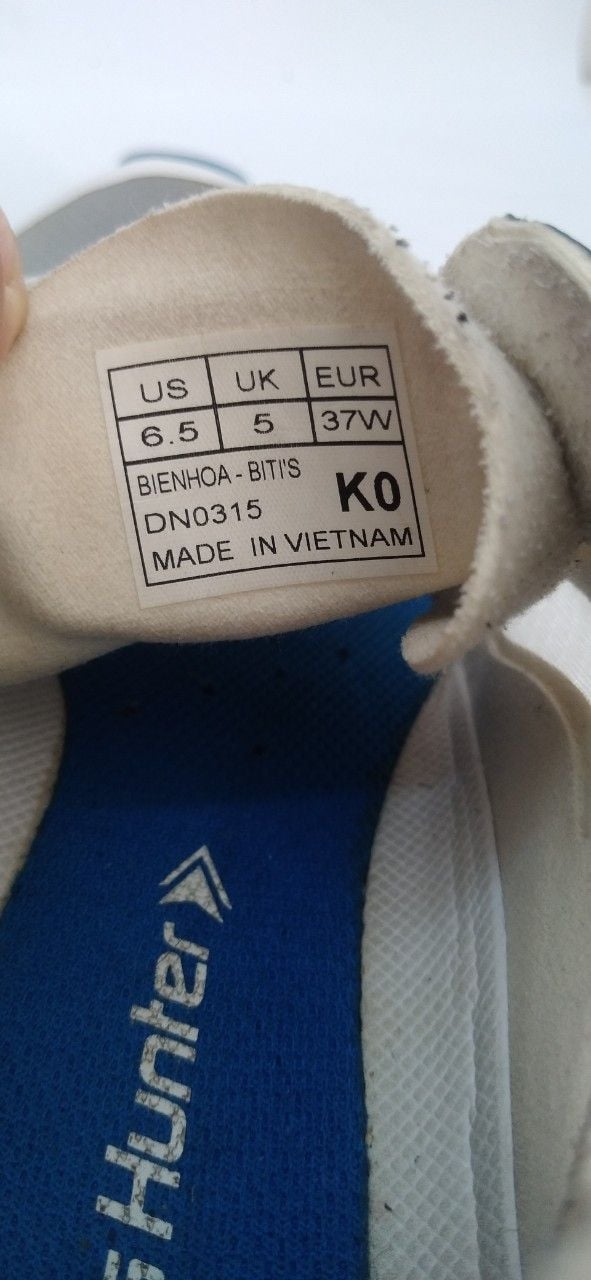 US UK EUR
6.5 5 37W
BIENHOA - BITI'S
K0
DN0315
MADE IN VIETNAM
Hunter